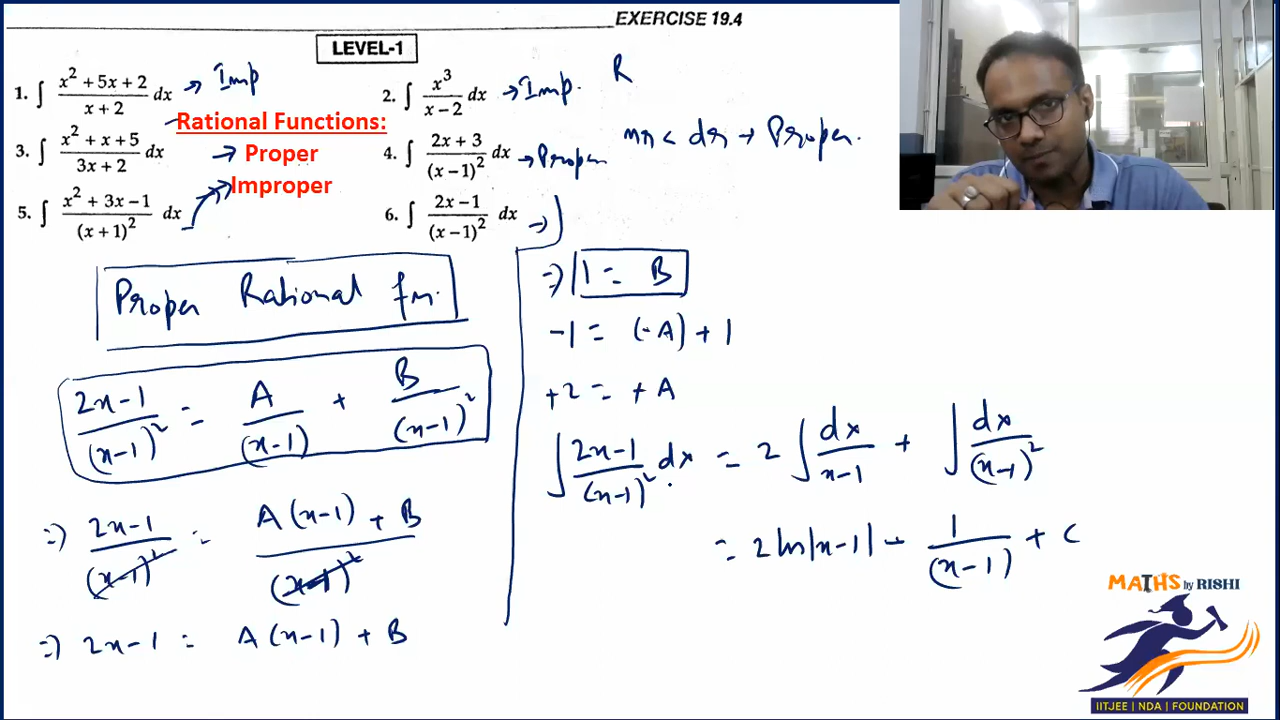 EXERCISE 19.4
LEVEL-1
1. ∫ (x² + 5x + 2)/(x + 2) dx → Imp
2. ∫ x³/(x − 2) dx → Imp. R
Rational Functions:
3. ∫ (x² + x + 5)/(3x + 2) dx
→ Proper
4. ∫ (2x + 3)/(x − 1)² dx → Proper
nr < dr → Proper.
→ Improper
5. ∫ (x² + 3x − 1)/(x + 1)² dx
6. ∫ (2x − 1)/(x − 1)² dx →
Proper Rational fn.
(2x−1)/(x−1)² = A/(x−1) + B/(x−1)²
⇒ (2x−1)/(x−1)² = (A(x−1) + B)/(x−1)²
⇒ 2x−1 = A(x−1) + B
⇒ 1 = B
−1 = (−A) + 1
+2 = +A
∫ (2x−1)/(x−1)² dx = 2 ∫ dx/(x−1) + ∫ dx/(x−1)²
= 2 ln|x−1| − 1/(x−1) + C
MATHS by RISHI
IITJEE | NDA | FOUNDATION